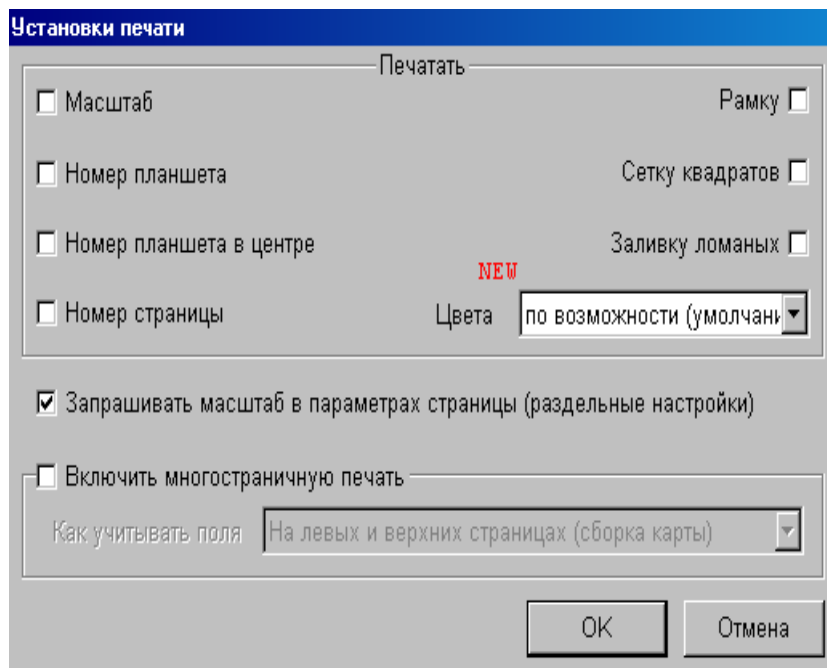 Установки печати
Печатать
Масштаб
Рамку
Номер планшета
Сетку квадратов
Номер планшета в центре
Заливку ломаных
NEW
Номер страницы
Цвета
по возможности (умолчани
Запрашивать масштаб в параметрах страницы (раздельные настройки)
Включить многостраничную печать
Как учитывать поля
На левых и верхних страницах (сборка карты)
OK
Отмена